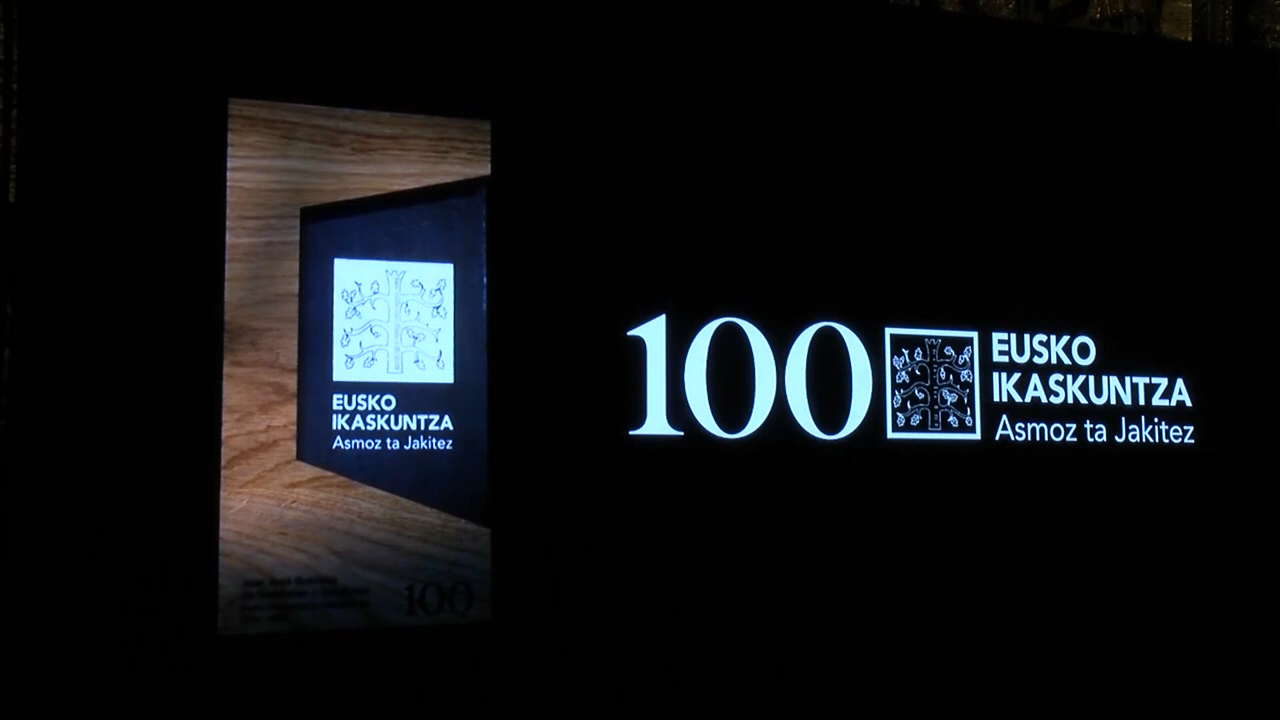 EUSKO
IKASKUNTZA
Asmoz ta Jakitez
100
100
EUSKO
IKASKUNTZA
Asmoz ta Jakitez